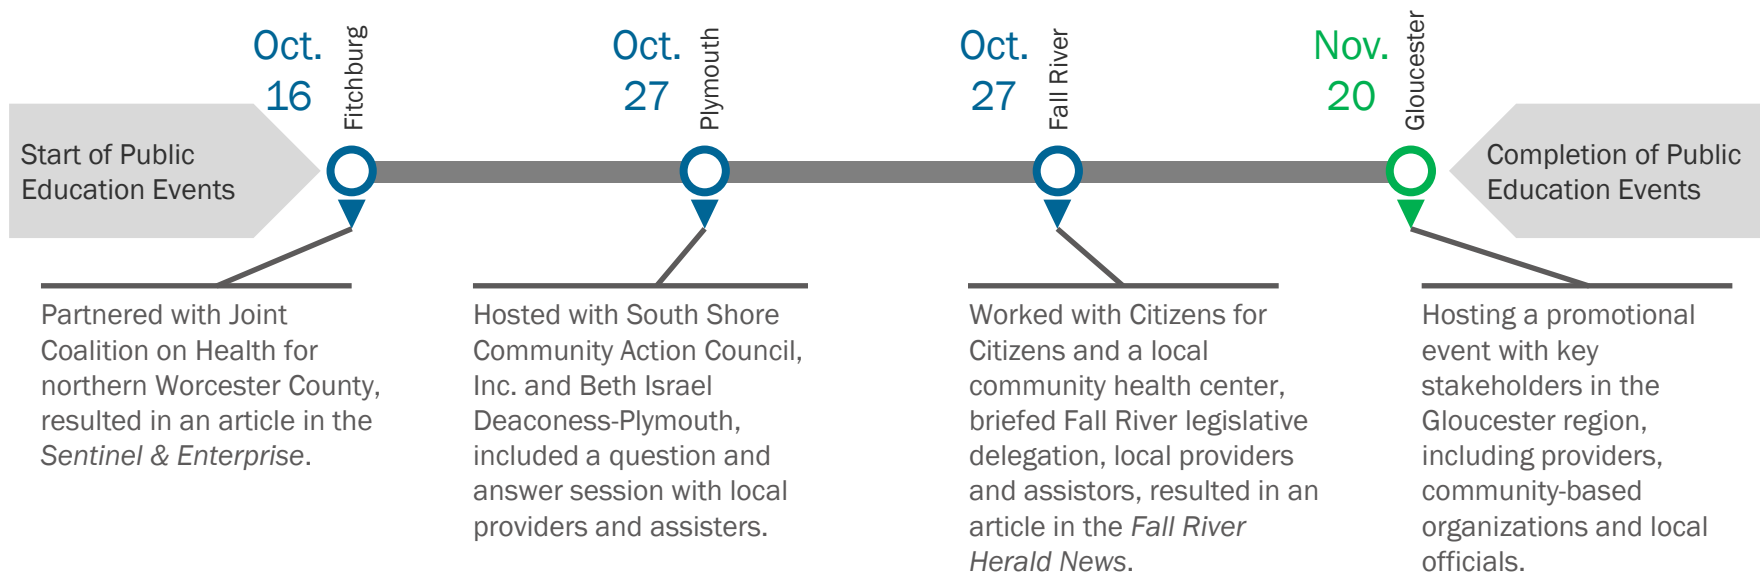 Oct.
16
Fitchburg
Oct.
27
Plymouth
Oct.
27
Fall River
Nov.
20
Gloucester
Start of Public
Education Events
Completion of Public
Education Events
Partnered with Joint
Coalition on Health for
northern Worcester County,
resulted in an article in the
Sentinel & Enterprise.
Hosted with South Shore
Community Action Council,
Inc. and Beth Israel
Deaconess-Plymouth,
included a question and
answer session with local
providers and assisters.
Worked with Citizens for
Citizens and a local
community health center,
briefed Fall River legislative
delegation, local providers
and assistors, resulted in an
article in the Fall River
Herald News.
Hosting a promotional
event with key
stakeholders in the
Gloucester region,
including providers,
community-based
organizations and local
officials.